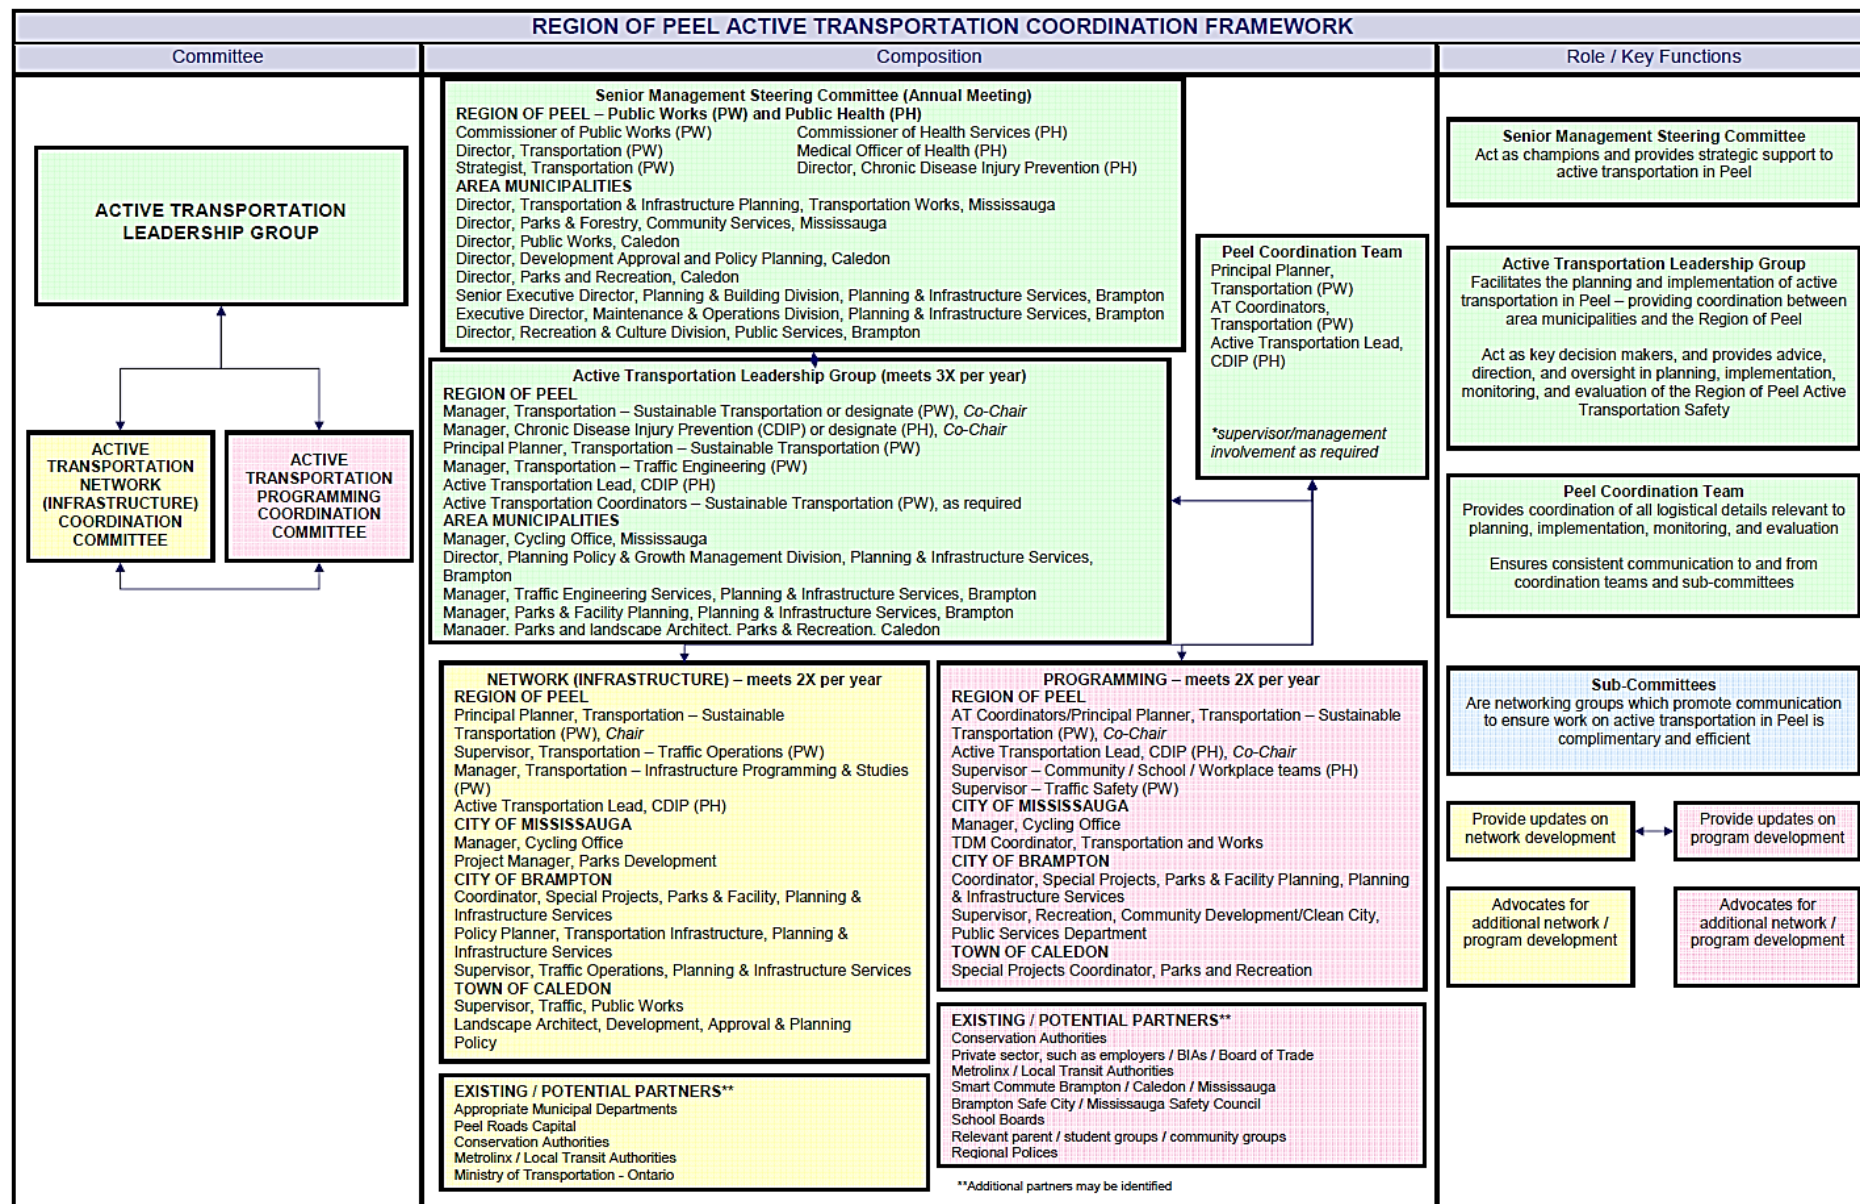 REGION OF PEEL ACTIVE TRANSPORTATION COORDINATION FRAMEWORK
Committee
Composition
Role / Key Functions
ACTIVE TRANSPORTATION
LEADERSHIP GROUP
ACTIVE
TRANSPORTATION
NETWORK
(INFRASTRUCTURE)
COORDINATION
COMMITTEE
ACTIVE
TRANSPORTATION
PROGRAMMING
COORDINATION
COMMITTEE
Senior Management Steering Committee (Annual Meeting)
REGION OF PEEL – Public Works (PW) and Public Health (PH)
Commissioner of Public Works (PW) Commissioner of Health Services (PH)
Director, Transportation (PW) Medical Officer of Health (PH)
Strategist, Transportation (PW) Director, Chronic Disease Injury Prevention (PH)
AREA MUNICIPALITIES
Director, Transportation & Infrastructure Planning, Transportation Works, Mississauga
Director, Parks & Forestry, Community Services, Mississauga
Director, Public Works, Caledon
Director, Development Approval and Policy Planning, Caledon
Director, Parks and Recreation, Caledon
Senior Executive Director, Planning & Building Division, Planning & Infrastructure Services, Brampton
Executive Director, Maintenance & Operations Division, Planning & Infrastructure Services, Brampton
Director, Recreation & Culture Division, Public Services, Brampton
Peel Coordination Team
Principal Planner,
Transportation (PW)
AT Coordinators,
Transportation (PW)
Active Transportation Lead,
CDIP (PH)
*supervisor/management
involvement as required
Active Transportation Leadership Group (meets 3X per year)
REGION OF PEEL
Manager, Transportation – Sustainable Transportation or designate (PW), Co-Chair
Manager, Chronic Disease Injury Prevention (CDIP) or designate (PH), Co-Chair
Principal Planner, Transportation – Sustainable Transportation (PW)
Manager, Transportation – Traffic Engineering (PW)
Active Transportation Lead, CDIP (PH)
Active Transportation Coordinators – Sustainable Transportation (PW), as required
AREA MUNICIPALITIES
Manager, Cycling Office, Mississauga
Director, Planning Policy & Growth Management Division, Planning & Infrastructure Services,
Brampton
Manager, Traffic Engineering Services, Planning & Infrastructure Services, Brampton
Manager, Parks & Facility Planning, Planning & Infrastructure Services, Brampton
Manager, Parks and landscape Architect, Parks & Recreation, Caledon
NETWORK (INFRASTRUCTURE) – meets 2X per year
REGION OF PEEL
Principal Planner, Transportation – Sustainable
Transportation (PW), Chair
Supervisor, Transportation – Traffic Operations (PW)
Manager, Transportation – Infrastructure Programming & Studies
(PW)
Active Transportation Lead, CDIP (PH)
CITY OF MISSISSAUGA
Manager, Cycling Office
Project Manager, Parks Development
CITY OF BRAMPTON
Coordinator, Special Projects, Parks & Facility, Planning &
Infrastructure Services
Policy Planner, Transportation Infrastructure, Planning &
Infrastructure Services
Supervisor, Traffic Operations, Planning & Infrastructure Services
TOWN OF CALEDON
Supervisor, Traffic, Public Works
Landscape Architect, Development, Approval & Planning
Policy
EXISTING / POTENTIAL PARTNERS**
Appropriate Municipal Departments
Peel Roads Capital
Conservation Authorities
Metrolinx / Local Transit Authorities
Ministry of Transportation - Ontario
PROGRAMMING – meets 2X per year
REGION OF PEEL
AT Coordinators/Principal Planner, Transportation – Sustainable
Transportation (PW), Co-Chair
Active Transportation Lead, CDIP (PH), Co-Chair
Supervisor – Community / School / Workplace teams (PH)
Supervisor – Traffic Safety (PW)
CITY OF MISSISSAUGA
Manager, Cycling Office
TDM Coordinator, Transportation and Works
CITY OF BRAMPTON
Coordinator, Special Projects, Parks & Facility Planning, Planning
& Infrastructure Services
Supervisor, Recreation, Community Development/Clean City,
Public Services Department
TOWN OF CALEDON
Special Projects Coordinator, Parks and Recreation
EXISTING / POTENTIAL PARTNERS**
Conservation Authorities
Private sector, such as employers / BIAs / Board of Trade
Metrolinx / Local Transit Authorities
Smart Commute Brampton / Caledon / Mississauga
Brampton Safe City / Mississauga Safety Council
School Boards
Relevant parent / student groups / community groups
Regional Polices
**Additional partners may be identified
Senior Management Steering Committee
Act as champions and provides strategic support to
active transportation in Peel
Active Transportation Leadership Group
Facilitates the planning and implementation of active
transportation in Peel – providing coordination between
area municipalities and the Region of Peel
Act as key decision makers, and provides advice,
direction, and oversight in planning, implementation,
monitoring, and evaluation of the Region of Peel Active
Transportation Safety
Peel Coordination Team
Provides coordination of all logistical details relevant to
planning, implementation, monitoring, and evaluation
Ensures consistent communication to and from
coordination teams and sub-committees
Sub-Committees
Are networking groups which promote communication
to ensure work on active transportation in Peel is
complimentary and efficient
Provide updates on
network development
Provide updates on
program development
Advocates for
additional network /
program development
Advocates for
additional network /
program development